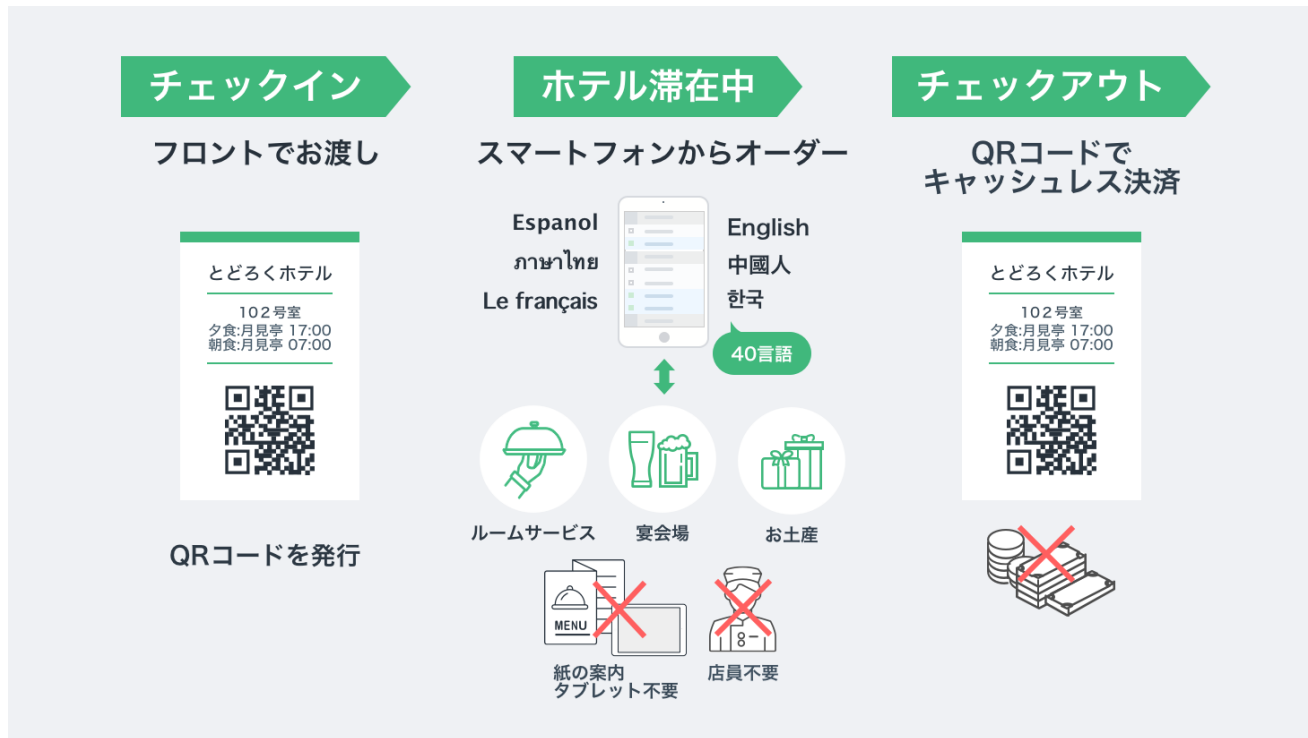 チェックイン
フロントでお渡し
とどろくホテル
102号室
夕食:月見亭 17:00
朝食:月見亭 07:00
QRコードを発行
ホテル滞在中
スマートフォンからオーダー
Espanol
ภาษาไทย
Le français
English
中國人
한국
40言語
ルームサービス
宴会場
お土産
MENU
紙の案内
タブレット不要
店員不要
チェックアウト
QRコードで
キャッシュレス決済
とどろくホテル
102号室
夕食:月見亭 17:00
朝食:月見亭 07:00